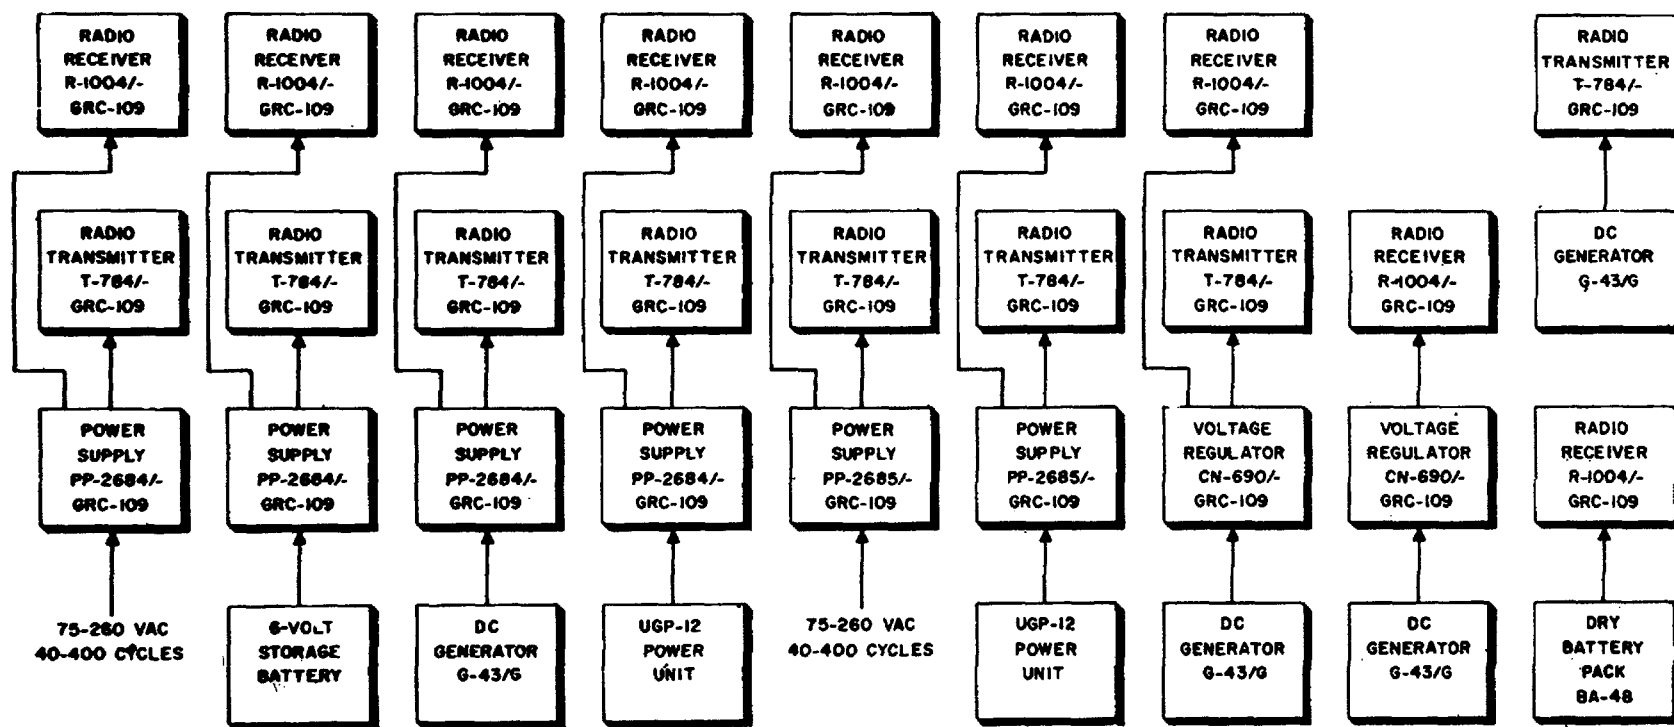 RADIO
RECEIVER
R-1004/-
GRC-109
RADIO
RECEIVER
R-1004/-
GRC-109
RADIO
RECEIVER
R-1004/-
GRC-109
RADIO
RECEIVER
R-1004/-
GRC-109
RADIO
RECEIVER
R-1004/-
GRC-109
RADIO
RECEIVER
R-1004/-
GRC-109
RADIO
RECEIVER
R-1004/-
GRC-109
RADIO
TRANSMITTER
T-784/-
GRC-109
RADIO
TRANSMITTER
T-784/-
GRC-109
RADIO
TRANSMITTER
T-784/-
GRC-109
RADIO
TRANSMITTER
T-784/-
GRC-109
RADIO
TRANSMITTER
T-784/-
GRC-109
RADIO
TRANSMITTER
T-784/-
GRC-109
RADIO
TRANSMITTER
T-784/-
GRC-109
RADIO
TRANSMITTER
T-784/-
GRC-109
RADIO
RECEIVER
R-1004/-
GRC-109
DC
GENERATOR
G-43/G
POWER
SUPPLY
PP-2684/-
GRC-109
POWER
SUPPLY
PP-2684/-
GRC-109
POWER
SUPPLY
PP-2684/-
GRC-109
POWER
SUPPLY
PP-2684/-
GRC-109
POWER
SUPPLY
PP-2685/-
GRC-109
POWER
SUPPLY
PP-2685/-
GRC-109
VOLTAGE
REGULATOR
CN-690/-
GRC-109
VOLTAGE
REGULATOR
CN-690/-
GRC-109
RADIO
RECEIVER
R-1004/-
GRC-109
75-260 VAC
40-400 CYCLES
6-VOLT
STORAGE
BATTERY
DC
GENERATOR
G-43/G
UGP-12
POWER
UNIT
75-260 VAC
40-400 CYCLES
UGP-12
POWER
UNIT
DC
GENERATOR
G-43/G
DC
GENERATOR
G-43/G
DRY
BATTERY
PACK
BA-48